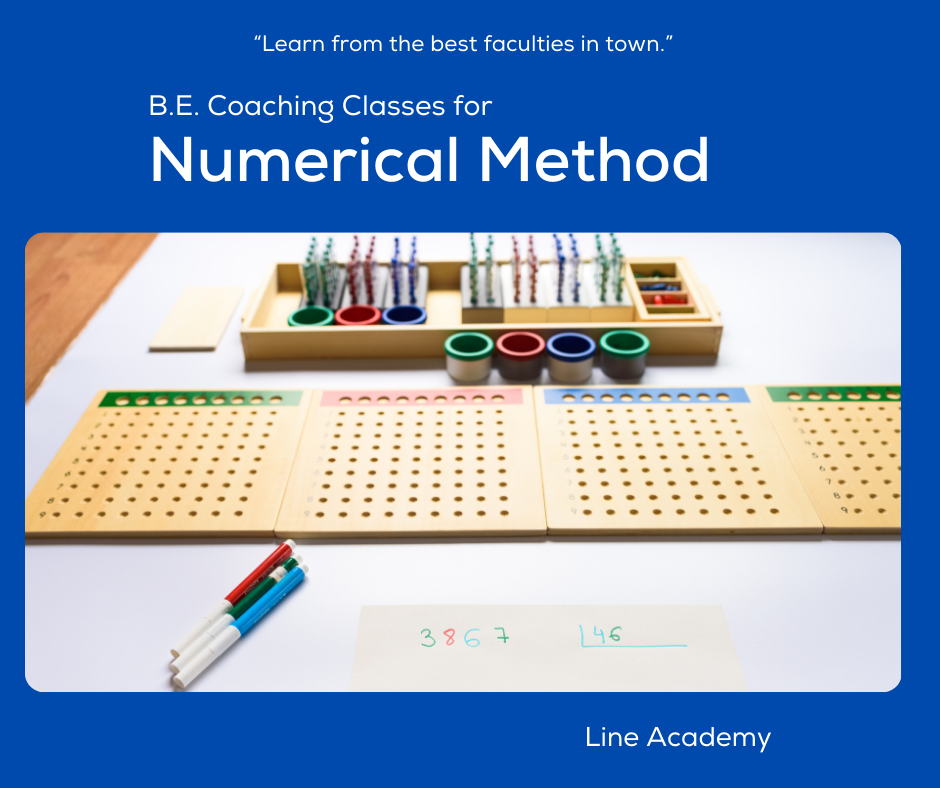 “Learn from the best faculties in town.”
B.E. Coaching Classes for
Numerical Method
3867 46
Line Academy